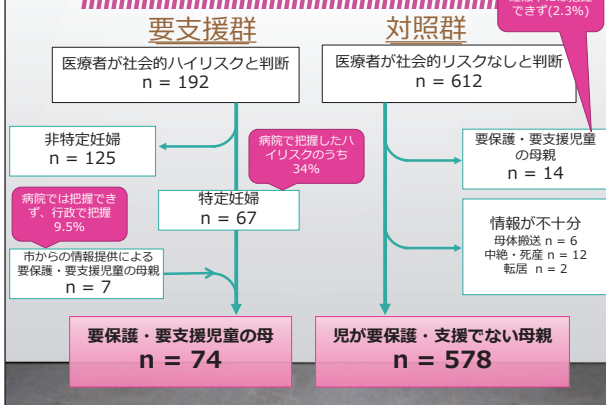 できず(2.3%)
要支援群
対照群
医療者が社会的ハイリスクと判断
n = 192
医療者が社会的リスクなしと判断
n = 612
非特定妊婦
n = 125
病院で把握したハ
イリスクのうち
34%
要保護・要支援児童
の母親
n = 14
病院では把握でき
ず、行政で把握
9.5%
特定妊婦
n = 67
情報が不十分
母体搬送 n = 6
中絶・死産 n = 12
転居 n = 2
市からの情報提供による
要保護・要支援児童の母親
n = 7
要保護・要支援児童の母
n = 74
児が要保護・支援でない母親
n = 578